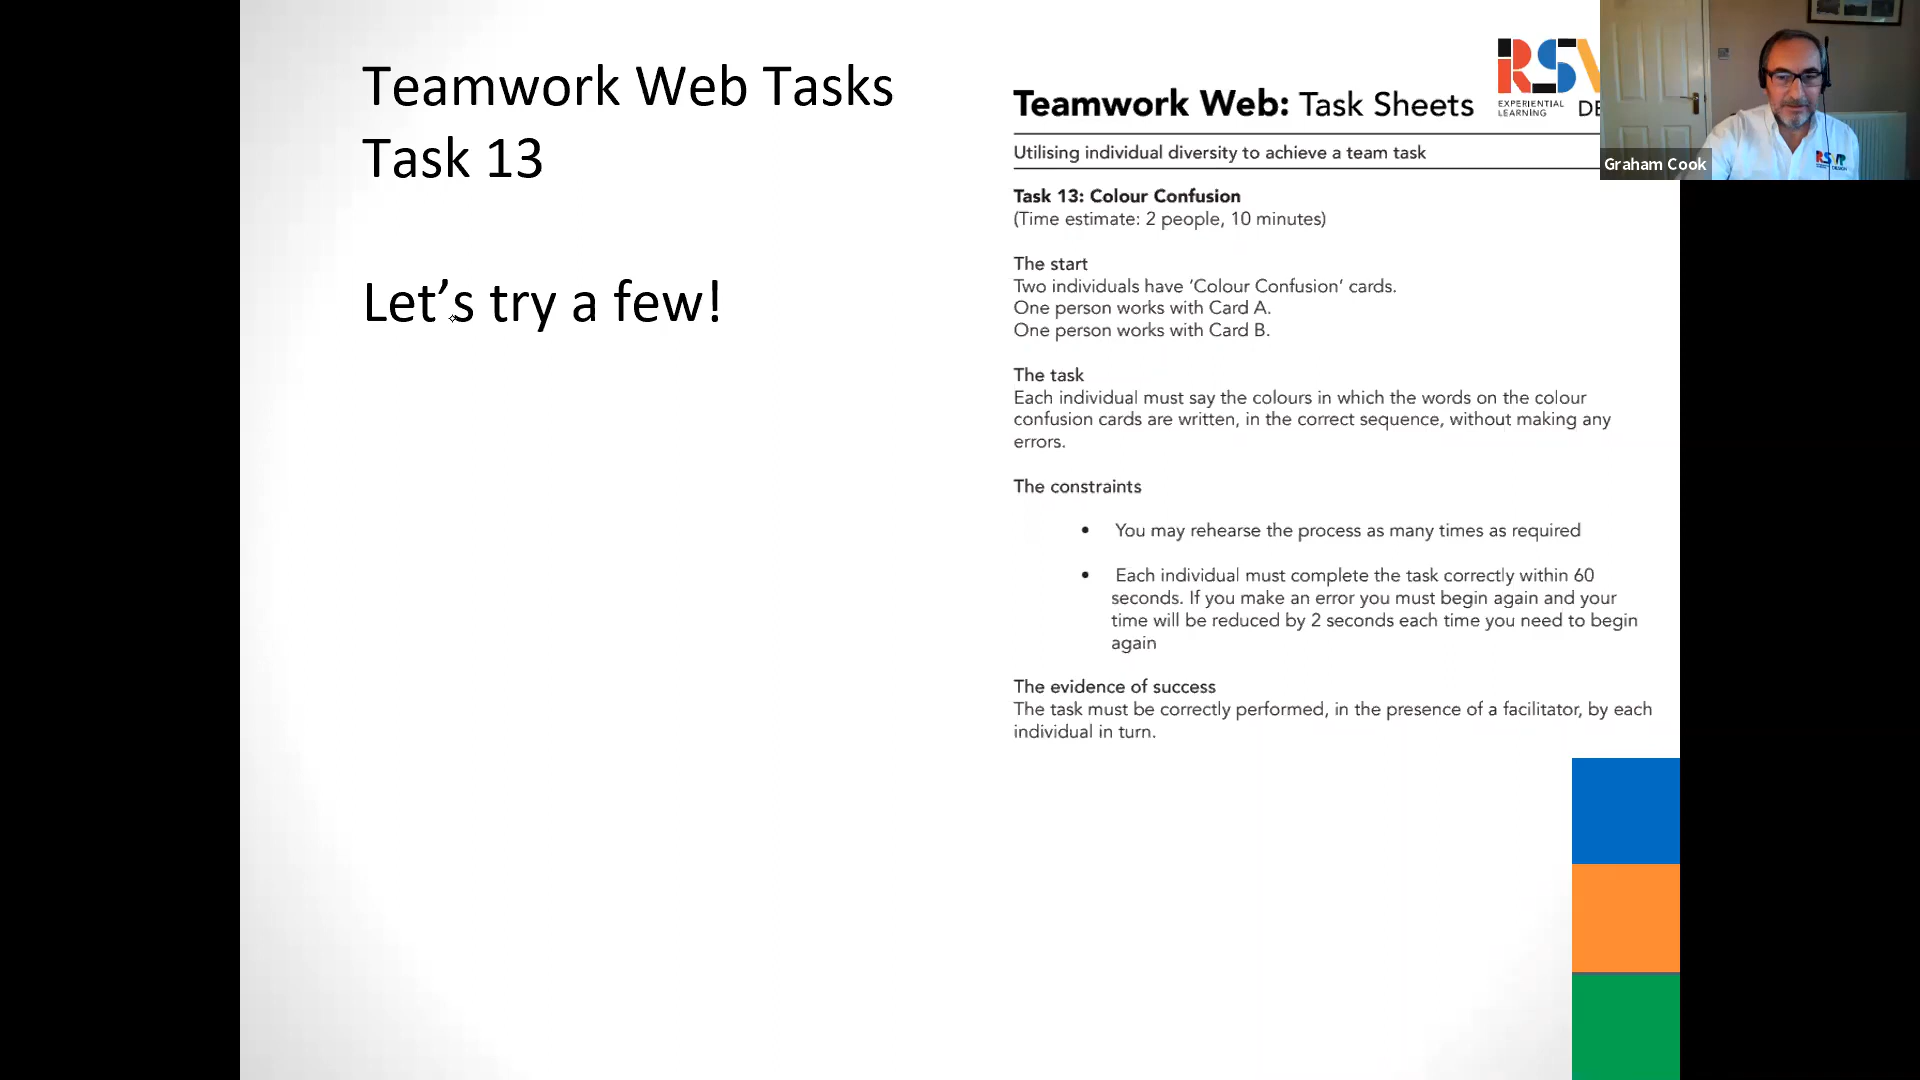 Teamwork Web Tasks
Task 13
Let's try a few!
RSV
EXPERIENTIAL
LEARNING
DE
Teamwork Web: Task Sheets
Utilising individual diversity to achieve a team task
Task 13: Colour Confusion
(Time estimate: 2 people, 10 minutes)
The start
Two individuals have 'Colour Confusion' cards.
One person works with Card A.
One person works with Card B.
The task
Each individual must say the colours in which the words on the colour
confusion cards are written, in the correct sequence, without making any
errors.
The constraints
• You may rehearse the process as many times as required
• Each individual must complete the task correctly within 60
seconds. If you make an error you must begin again and your
time will be reduced by 2 seconds each time you need to begin
again
The evidence of success
The task must be correctly performed, in the presence of a facilitator, by each
individual in turn.
Graham Cook
RSVP
DESIGN